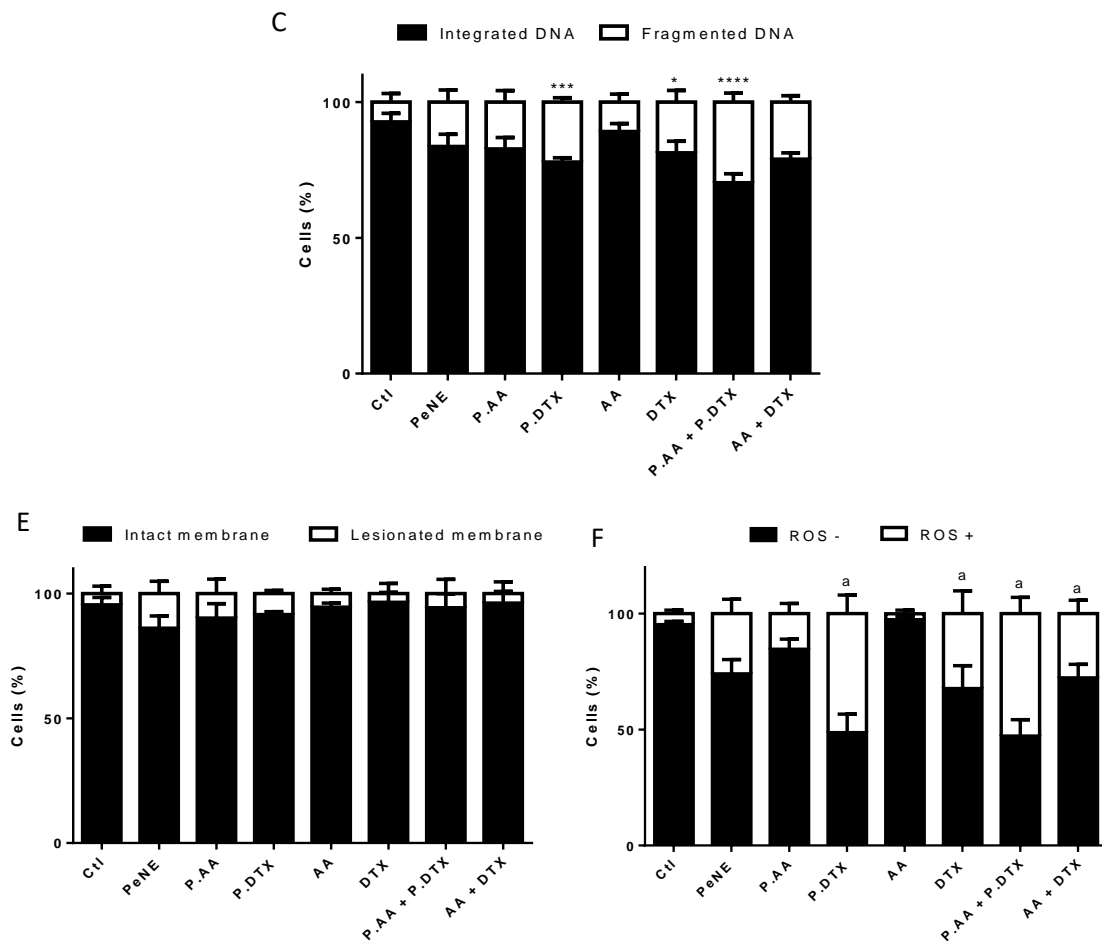 C
Integrated DNA Fragmented DNA
*** * ****
100
50
0
Cells (%)
Ctl PeNE P.AA P.DTX AA DTX P.AA + P.DTX AA + DTX
E
Intact membrane Lesionated membrane
100
50
0
Cells (%)
Ctl PeNE P.AA P.DTX AA DTX P.AA + P.DTX AA + DTX
F
ROS - ROS +
a a a a
100
50
0
Cells (%)
Ctl PeNE P.AA P.DTX AA DTX P.AA + P.DTX AA + DTX